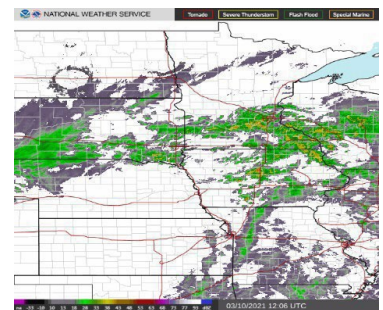 NATIONAL WEATHER SERVICE Tornado Severe Thunderstorm Flash Flood Special Marine
03/10/2021 12:06 UTC